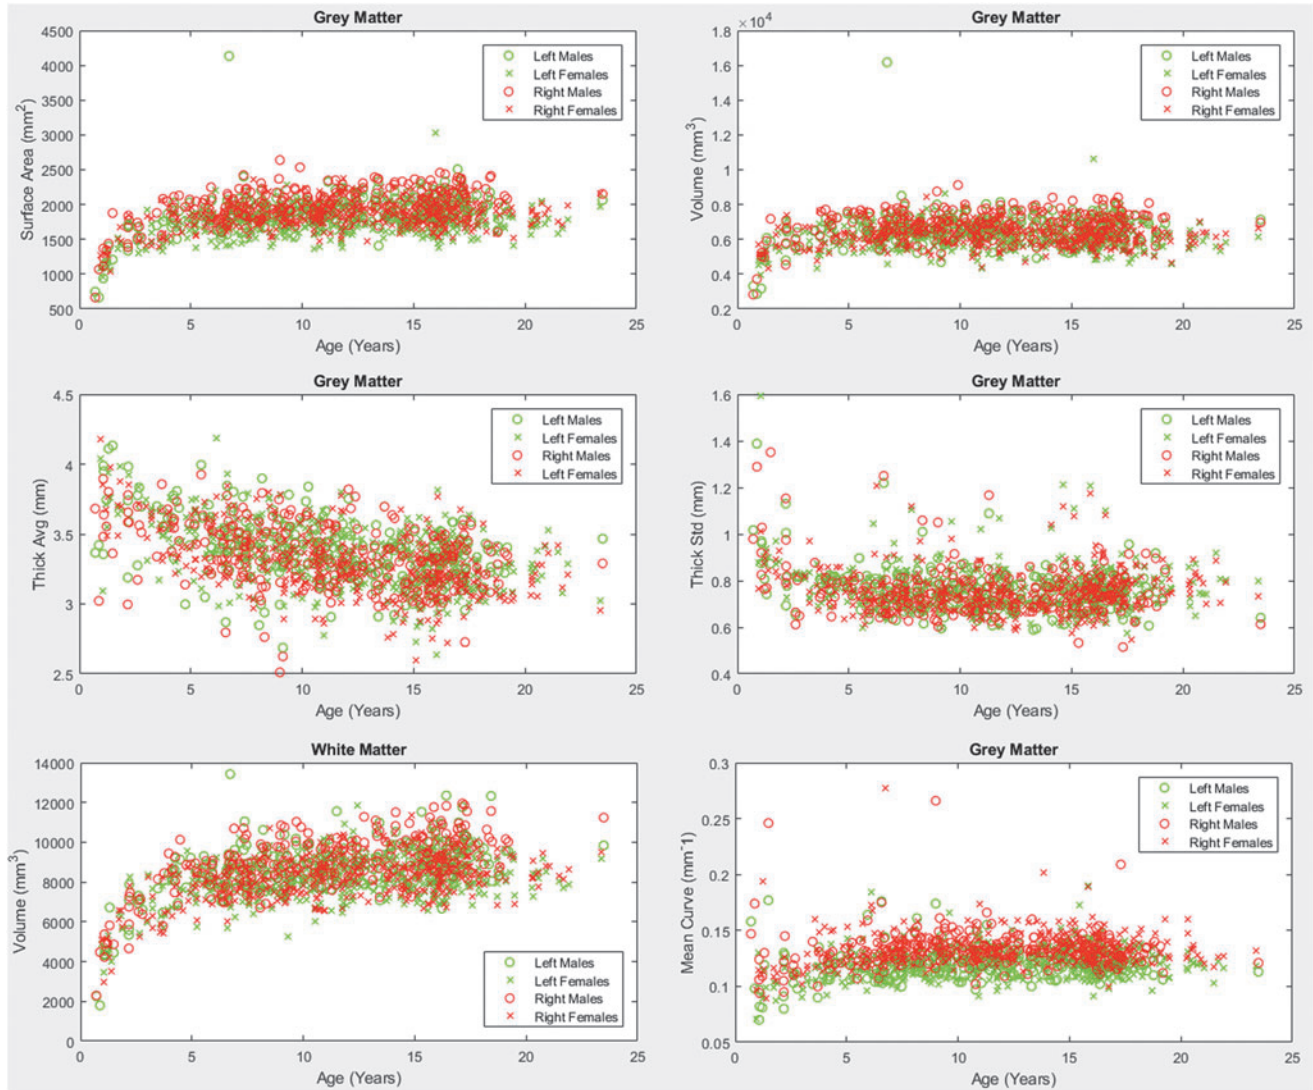 Grey Matter
4500
4000
3500
3000
2500
2000
1500
1000
500
0 5 10 15 20 25
Surface Area (mm²)
Age (Years)
Left Males
Left Females
Right Males
Right Females
Grey Matter
×10⁴
1.8
1.6
1.4
1.2
1
0.8
0.6
0.4
0.2
0 5 10 15 20 25
Volume (mm³)
Age (Years)
Left Males
Left Females
Right Males
Right Females
Grey Matter
4.5
4
3.5
3
2.5
0 5 10 15 20 25
Thick Avg (mm)
Age (Years)
Left Males
Left Females
Right Males
Left Females
Grey Matter
1.6
1.4
1.2
1
0.8
0.6
0.4
0 5 10 15 20 25
Thick Std (mm)
Age (Years)
Left Males
Left Females
Right Males
Right Females
White Matter
14000
12000
10000
8000
6000
4000
2000
0
0 5 10 15 20 25
Volume (mm³)
Age (Years)
Left Males
Left Females
Right Males
Right Females
Grey Matter
0.3
0.25
0.2
0.15
0.1
0.05
0 5 10 15 20 25
Mean Curve (mm⁻1)
Age (Years)
Left Males
Left Females
Right Males
Right Females